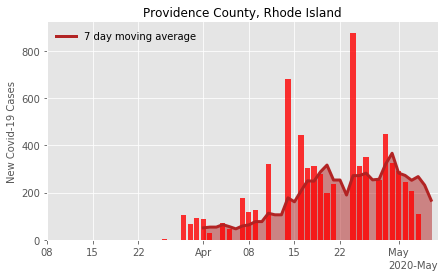 Providence County, Rhode Island
7 day moving average
New Covid-19 Cases
800
600
400
200
0
08 15 22 Apr 08 15 22 May
2020-May